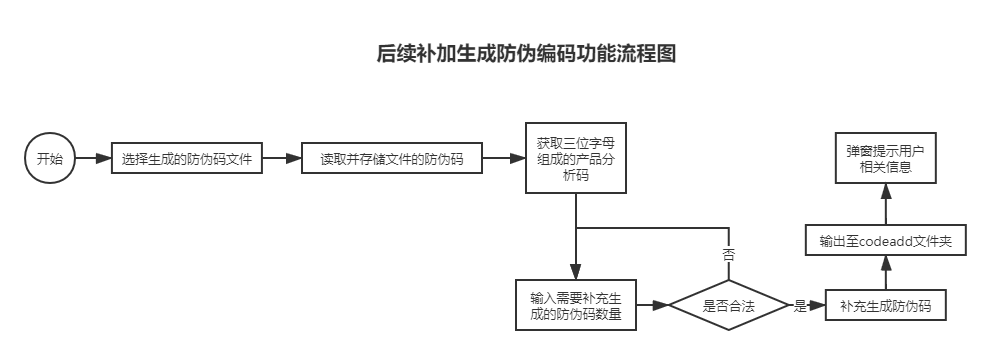 后续补加生成防伪编码功能流程图
开始
选择生成的防伪码文件
读取并存储文件的防伪码
获取三位字母
组成的产品分
析码
输入需要补充生
成的防伪码数量
是否合法
否
是
补充生成防伪码
输出至codeadd文件夹
弹窗提示用户
相关信息